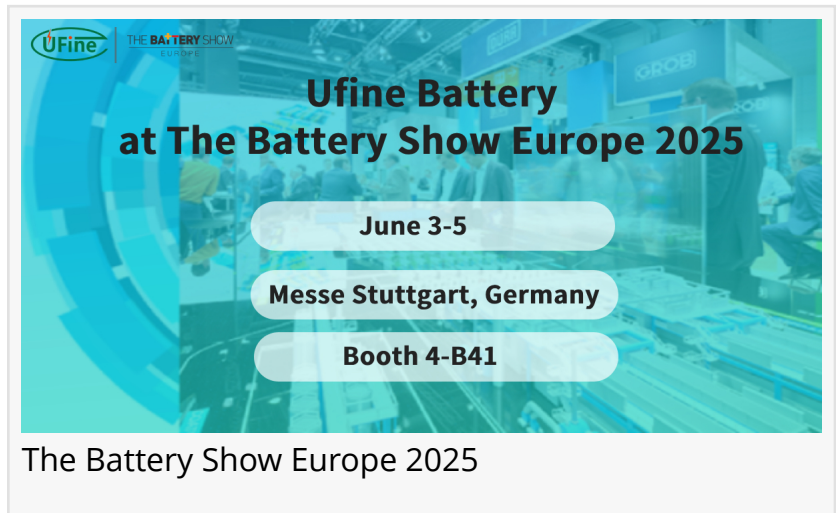 UFine
THE BATTERY SHOW
EUROPE
GROB
Ufine Battery
at The Battery Show Europe 2025
June 3-5
Messe Stuttgart, Germany
Booth 4-B41
The Battery Show Europe 2025